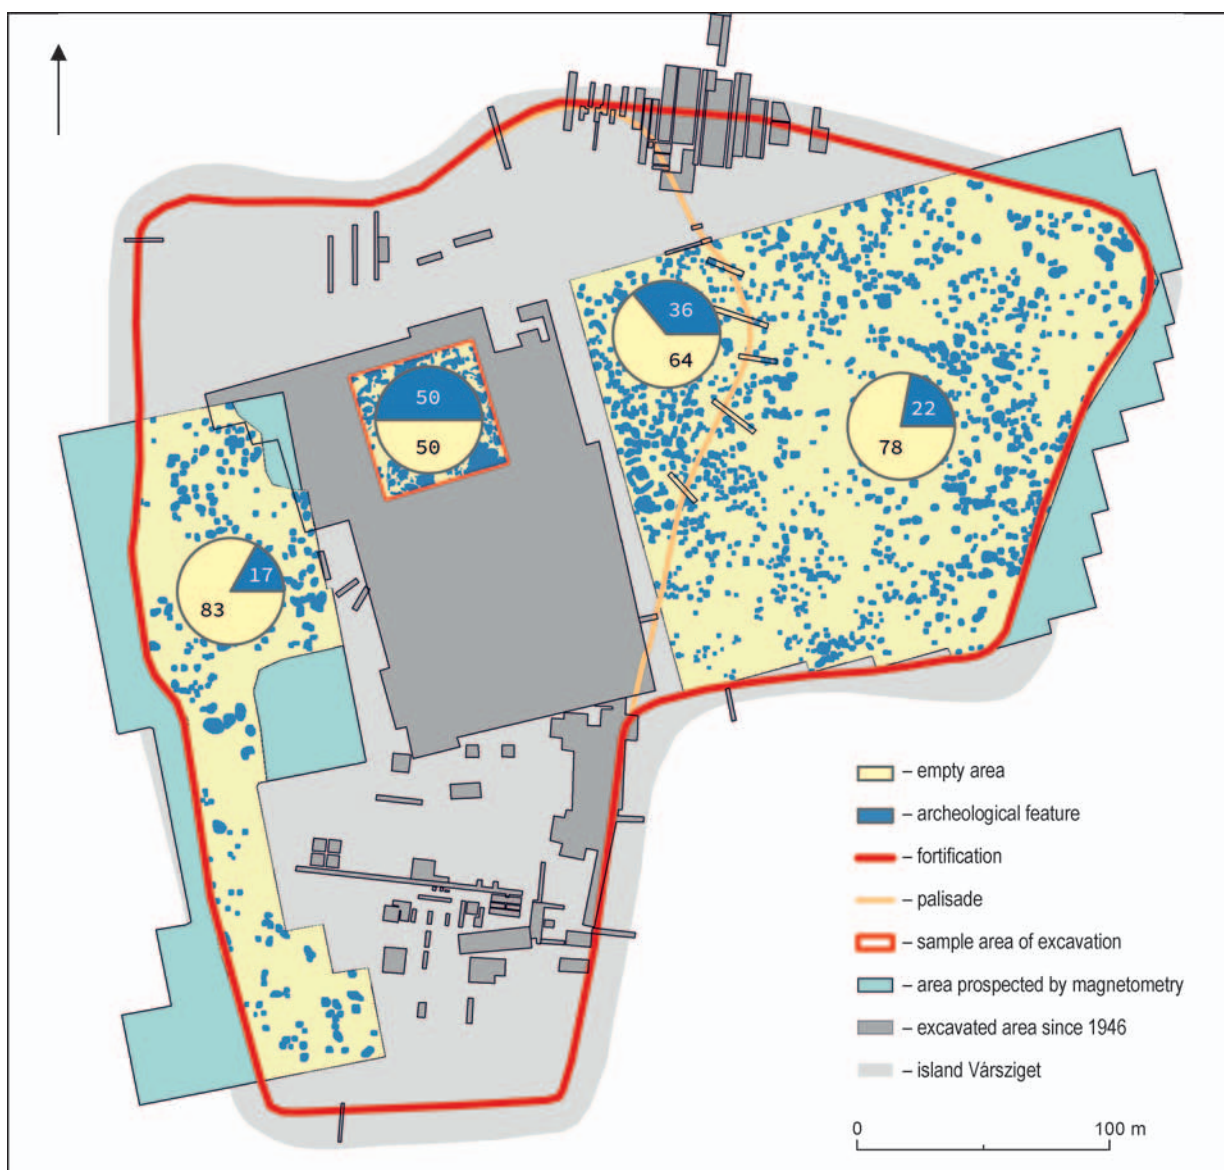 36
64
50
50
22
78
17
83
– empty area
– archeological feature
– fortification
– palisade
– sample area of excavation
– area prospected by magnetometry
– excavated area since 1946
– island Vársziget
0 100 m